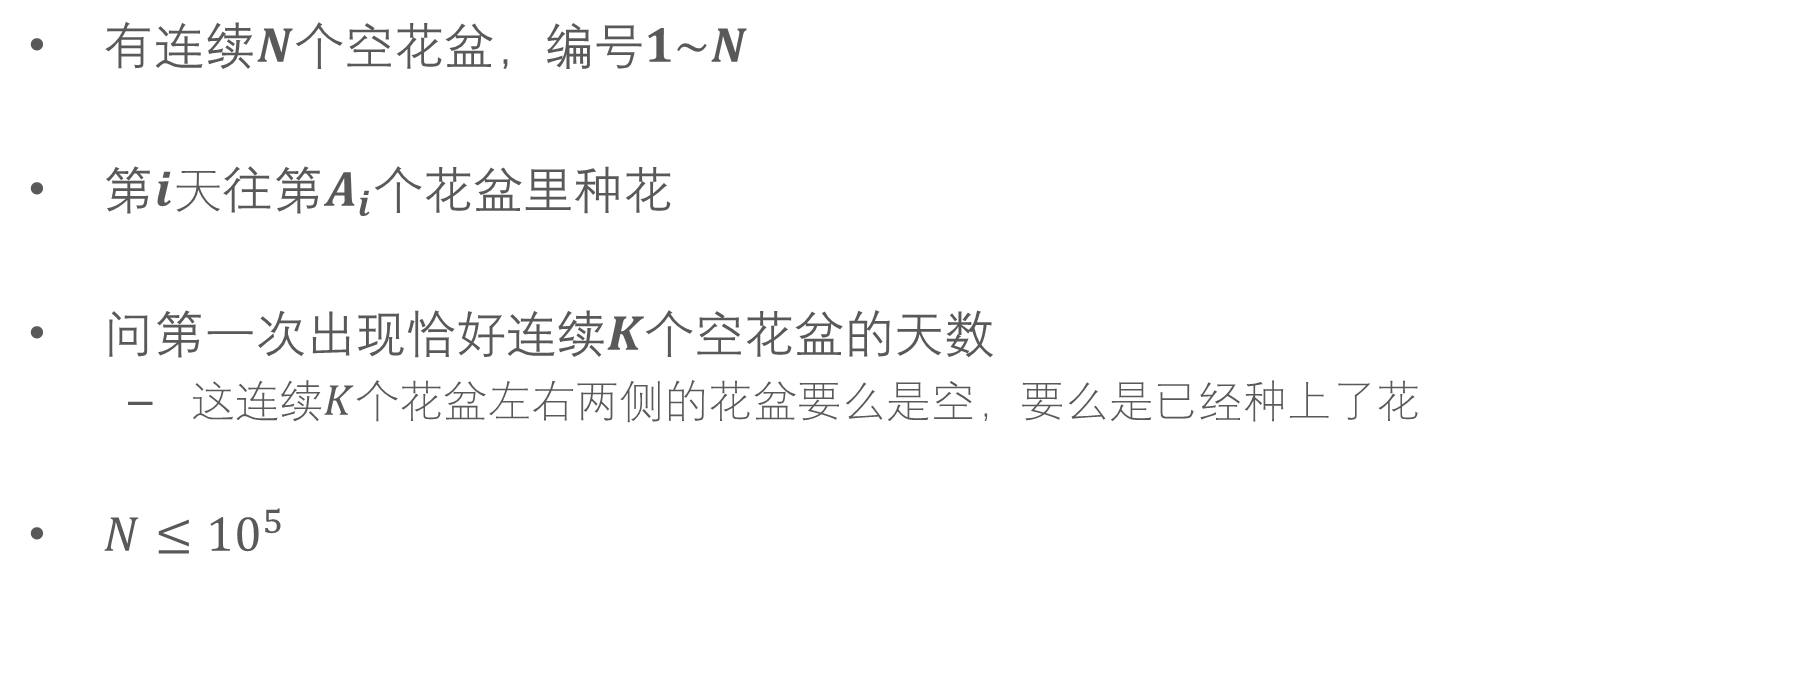 • 有连续N个空花盆，编号1~N
• 第i天往第A_i个花盆里种花
• 问第一次出现恰好连续K个空花盆的天数
– 这连续K个花盆左右两侧的花盆要么是空，要么是已经种上了花
• N ≤ 10^5